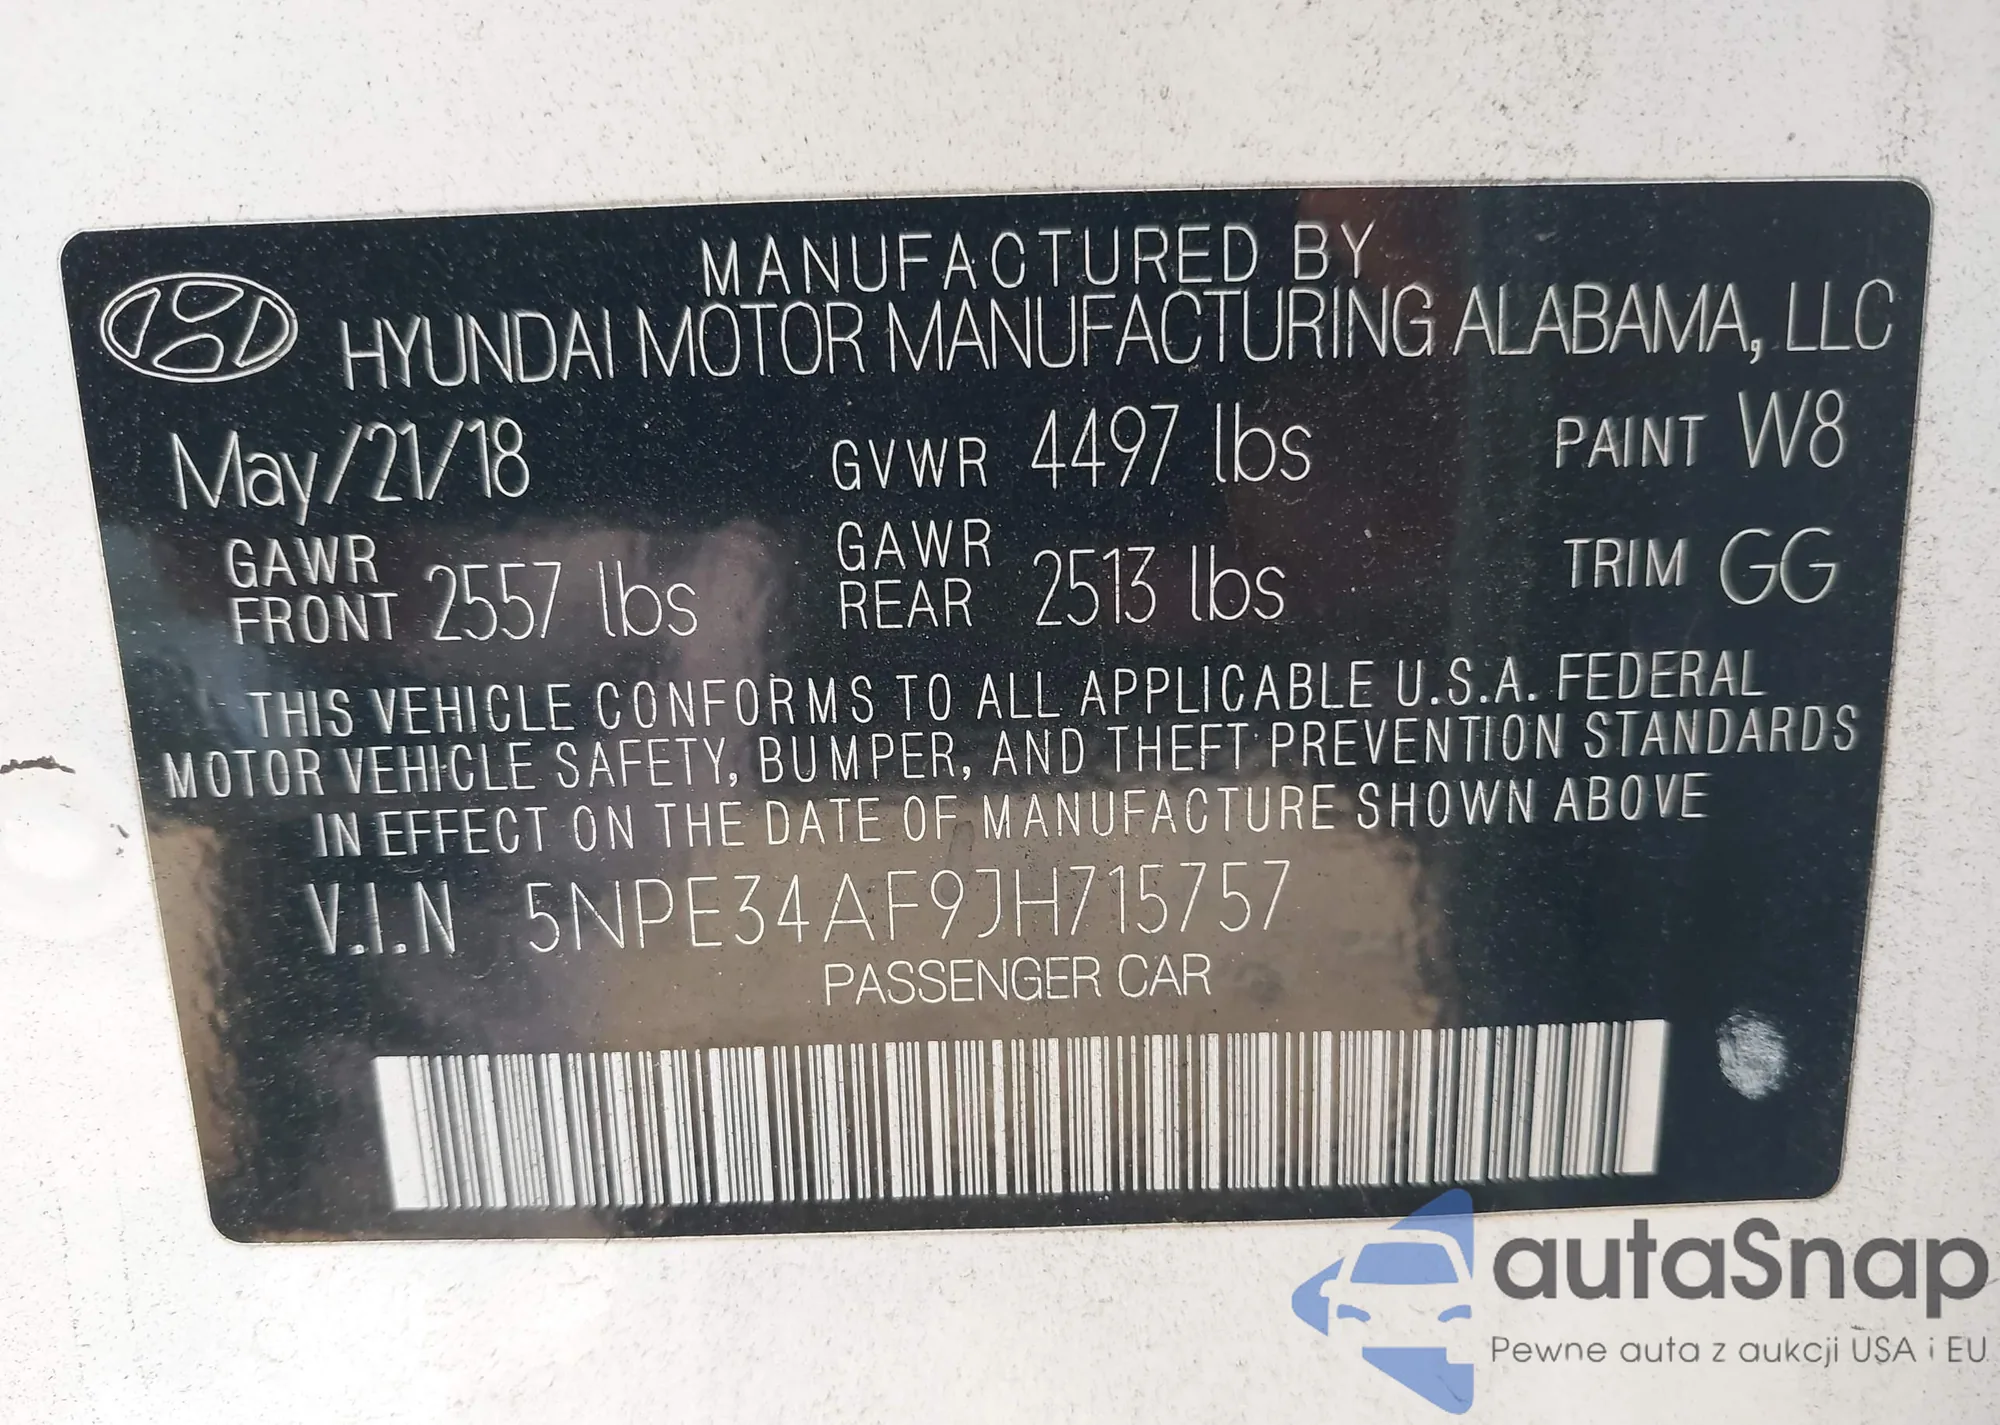 MANUFACTURED BY
HYUNDAI MOTOR MANUFACTURING ALABAMA, LLC
May/21/18 GVWR 4497 lbs PAINT W8
GAWR FRONT 2557 lbs GAWR REAR 2513 lbs TRIM GG
THIS VEHICLE CONFORMS TO ALL APPLICABLE U.S.A. FEDERAL
MOTOR VEHICLE SAFETY, BUMPER, AND THEFT PREVENTION STANDARDS
IN EFFECT ON THE DATE OF MANUFACTURE SHOWN ABOVE
V.I.N 5NPE34AF9JH715757
PASSENGER CAR
autaSnap
Pewne auta z aukcji USA i EU